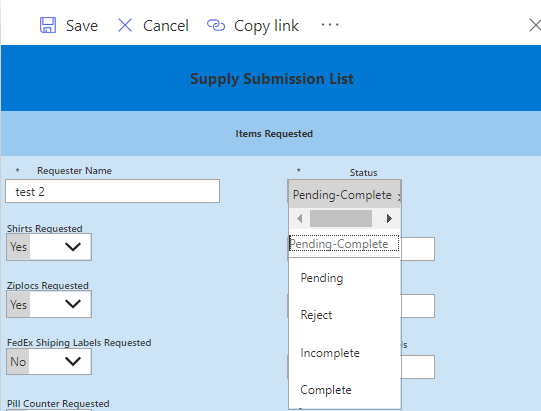 Save Cancel Copy link ···
Supply Submission List
Items Requested
* Requester Name
* Status
test 2
Pending-Complete
Pending-Complete
Shirts Requested
Yes
Pending
Ziplocs Requested
Yes
Reject
FedEx Shiping Labels Requested
No
Incomplete
Complete
Pill Counter Requested